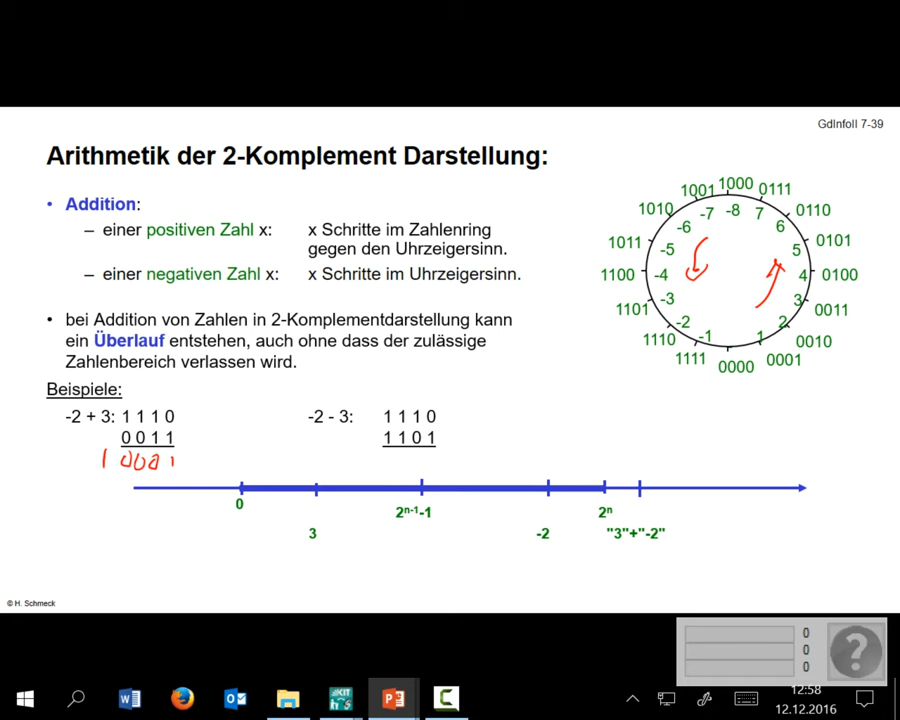 GdInfoII 7-39
Arithmetik der 2-Komplement Darstellung:
• Addition:
– einer positiven Zahl x: x Schritte im Zahlenring
gegen den Uhrzeigersinn.
– einer negativen Zahl x: x Schritte im Uhrzeigersinn.
• bei Addition von Zahlen in 2-Komplementdarstellung kann
ein Überlauf entstehen, auch ohne dass der zulässige
Zahlenbereich verlassen wird.
Beispiele:
-2 + 3: 1 1 1 0
0 0 1 1
1 0 0 0 1
-2 - 3: 1 1 1 0
1 1 0 1
1000
1001 0111
1010 0110
1011 0101
1100 0100
1101 0011
1110 0010
1111 0001
0000
-8
-7 7
-6 6
-5 5
-4 4
-3 3
-2 2
-1 1
0 2ⁿ⁻¹-1 2ⁿ
3 -2 "3"+"-2"
© H. Schmeck
0
0
0
?
12:58
12.12.2016